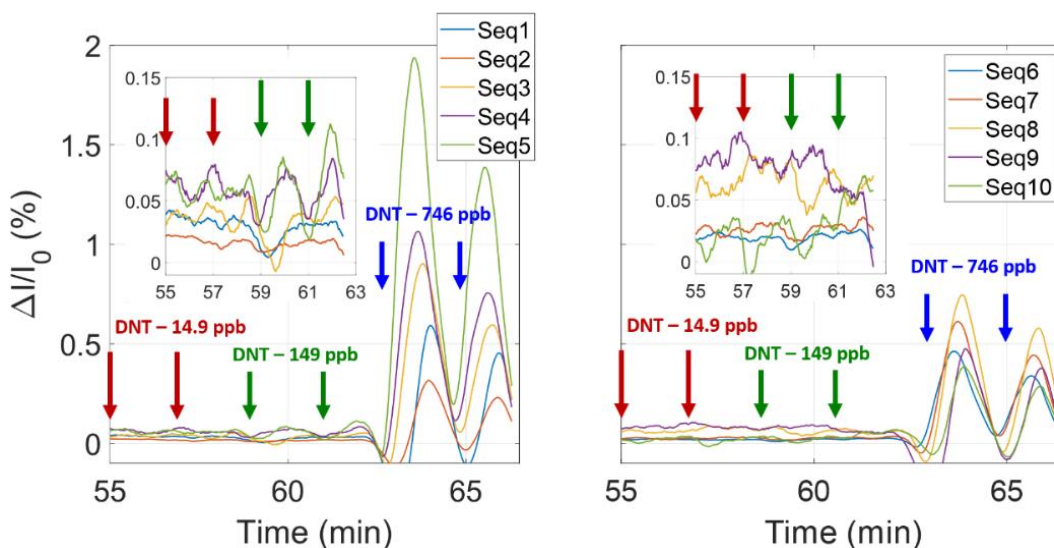 ΔI/I0 (%)
2
1.5
1
0.5
0
Seq1
Seq2
Seq3
Seq4
Seq5
0.15
0.1
0.05
0
55 57 59 61 63
DNT – 14.9 ppb
DNT – 149 ppb
DNT – 746 ppb
55 60 65
Time (min)
Seq6
Seq7
Seq8
Seq9
Seq10
0.15
0.1
0.05
0
55 57 59 61 63
DNT – 14.9 ppb
DNT – 149 ppb
DNT – 746 ppb
55 60 65
Time (min)